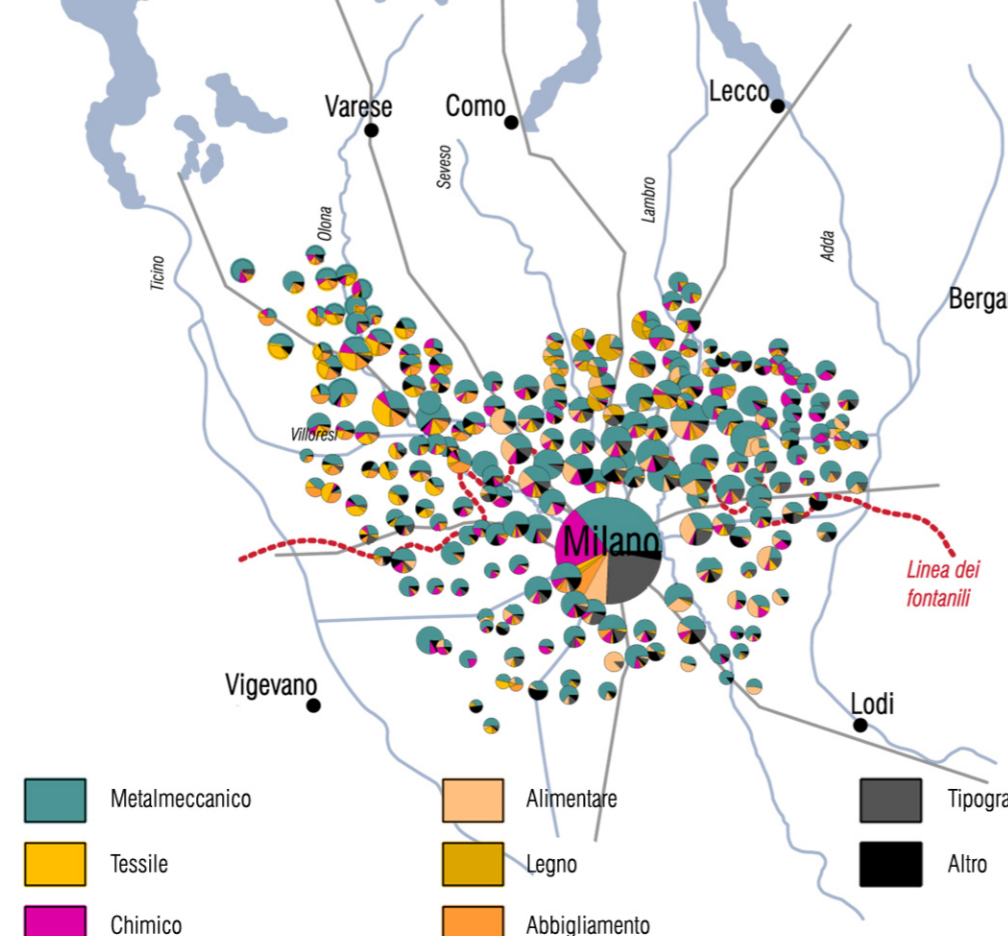 Varese
Como
Lecco
Seveso
Lambro
Olona
Adda
Ticino
Berga
Villoresi
Milano
Linea dei
fontanili
Vigevano
Lodi
Metalmeccanico
Alimentare
Tipogra
Tessile
Legno
Altro
Chimico
Abbigliamento